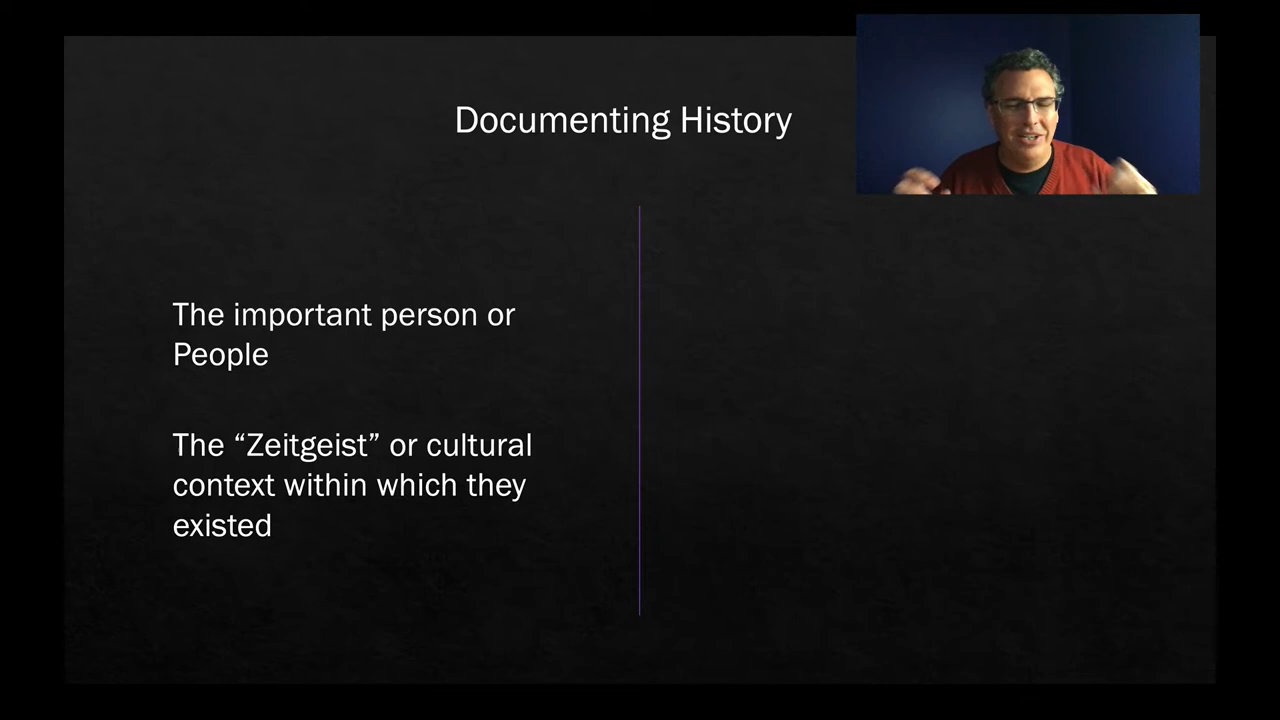 Documenting History
The important person or
People
The “Zeitgeist” or cultural
context within which they
existed